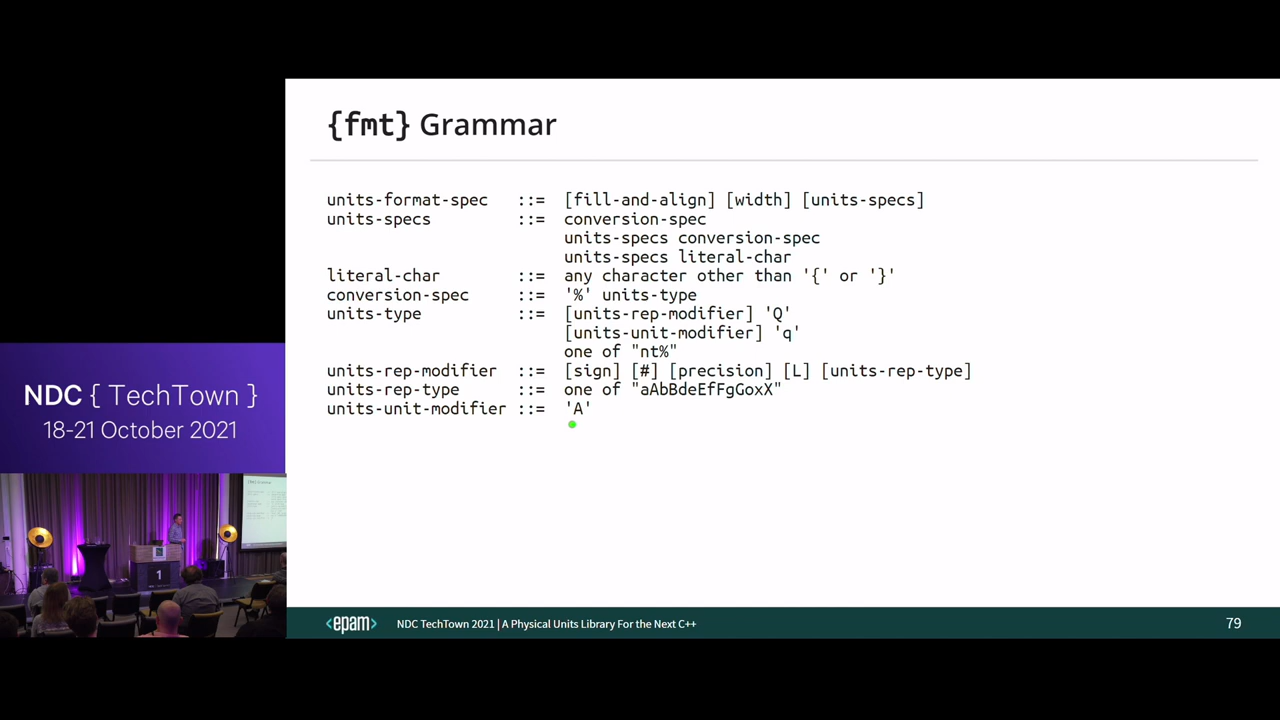 {fmt} Grammar
units-format-spec ::= [fill-and-align] [width] [units-specs]
units-specs ::= conversion-spec
units-specs conversion-spec
units-specs literal-char
literal-char ::= any character other than '{' or '}'
conversion-spec ::= '%' units-type
units-type ::= [units-rep-modifier] 'Q'
[units-unit-modifier] 'q'
one of "nt%"
units-rep-modifier ::= [sign] [#] [precision] [L] [units-rep-type]
units-rep-type ::= one of "aAbBdeEfFgGoxX"
units-unit-modifier ::= 'A'
NDC { TechTown }
18-21 October 2021
1
<epam>
NDC TechTown 2021 | A Physical Units Library For the Next C++
79